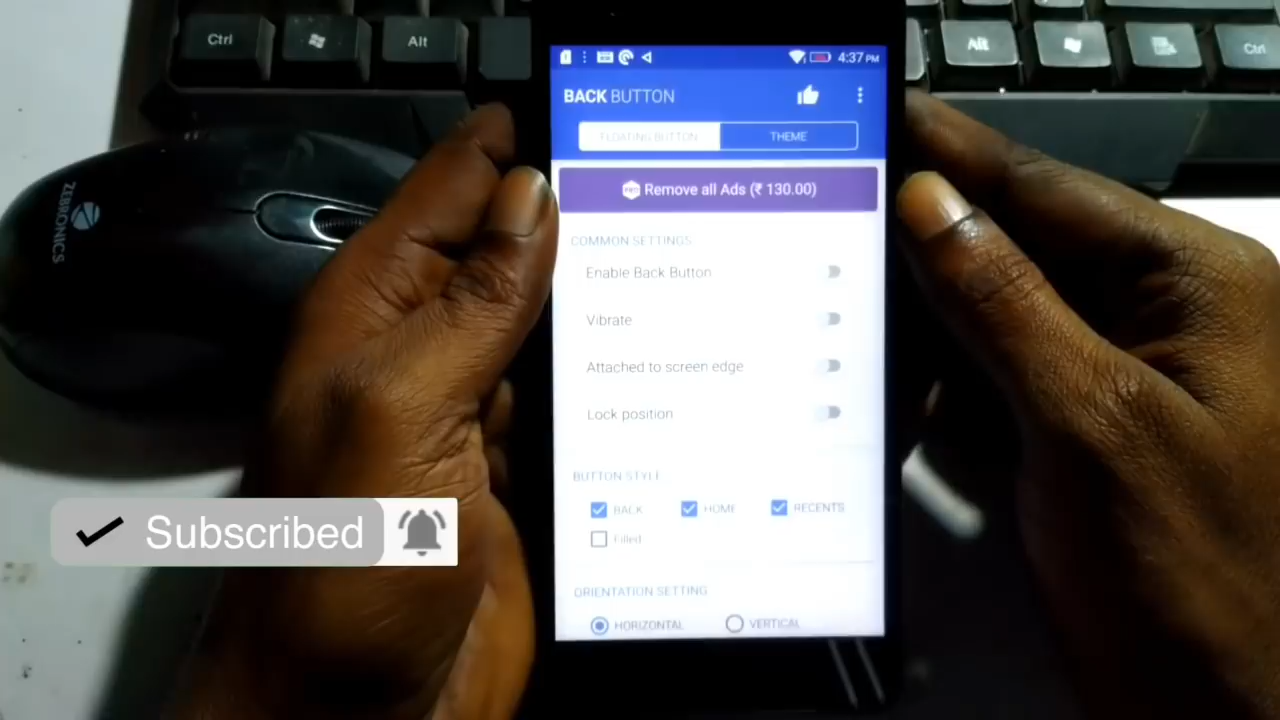 Ctrl
Alt
Alt
Ctrl
ZEBRONICS
4:37 PM
BACK BUTTON
FLOATING BUTTON
THEME
PRO Remove all Ads (₹ 130.00)
COMMON SETTINGS
Enable Back Button
Vibrate
Attached to screen edge
Lock position
BUTTON STYLE
BACK
HOME
RECENTS
Filled
ORIENTATION SETTING
HORIZONTAL
VERTICAL
Subscribed